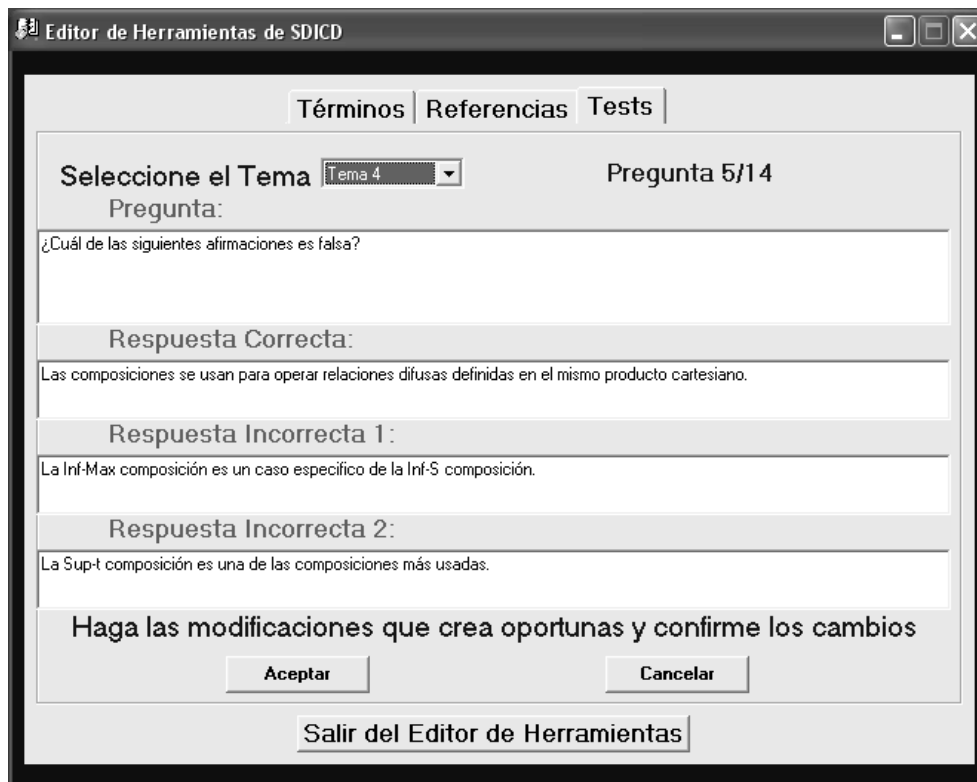 Editor de Herramientas de SDICD
Términos Referencias Tests
Seleccione el Tema Tema 4 Pregunta 5/14
Pregunta:
¿Cuál de las siguientes afirmaciones es falsa?
Respuesta Correcta:
Las composiciones se usan para operar relaciones difusas definidas en el mismo producto cartesiano.
Respuesta Incorrecta 1:
La Inf-Max composición es un caso especifico de la Inf-S composición.
Respuesta Incorrecta 2:
La Sup-t composición es una de las composiciones más usadas.
Haga las modificaciones que crea oportunas y confirme los cambios
Aceptar Cancelar
Salir del Editor de Herramientas